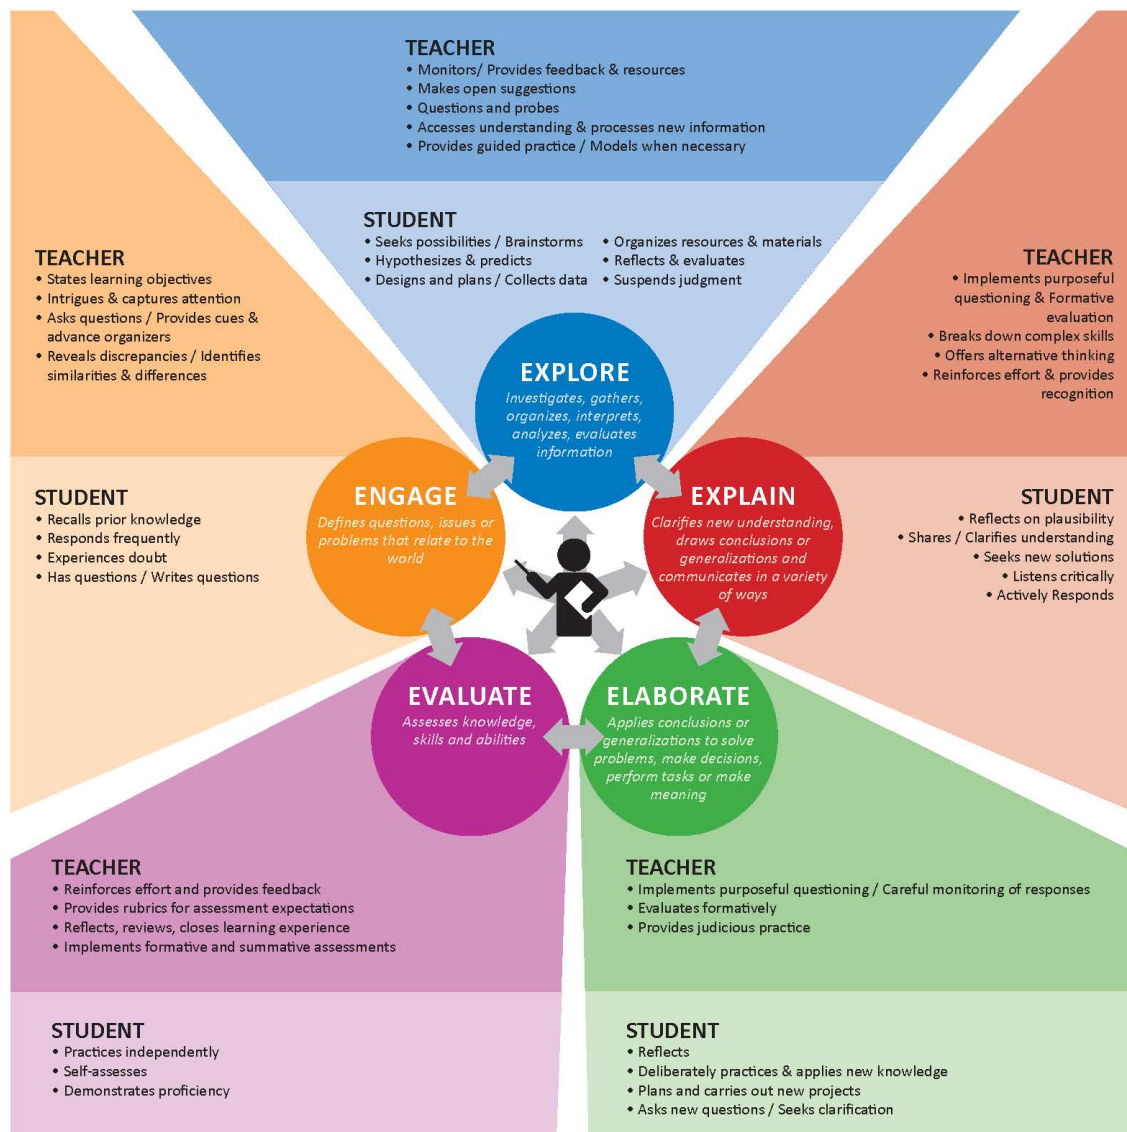 TEACHER
• Monitors/ Provides feedback & resources
• Makes open suggestions
• Questions and probes
• Accesses understanding & processes new information
• Provides guided practice / Models when necessary
STUDENT
• Seeks possibilities / Brainstorms
• Hypothesizes & predicts
• Designs and plans / Collects data
• Organizes resources & materials
• Reflects & evaluates
• Suspends judgment
EXPLORE
Investigates, gathers,
organizes, interprets,
analyzes, evaluates
information
TEACHER
• States learning objectives
• Intrigues & captures attention
• Asks questions / Provides cues &
advance organizers
• Reveals discrepancies / Identifies
similarities & differences
STUDENT
• Recalls prior knowledge
• Responds frequently
• Experiences doubt
• Has questions / Writes questions
ENGAGE
Defines questions, issues or
problems that relate to the
world
TEACHER
• Implements purposeful
questioning & Formative
evaluation
• Breaks down complex skills
• Offers alternative thinking
• Reinforces effort & provides
recognition
STUDENT
• Reflects on plausibility
• Shares / Clarifies understanding
• Seeks new solutions
• Listens critically
• Actively Responds
EXPLAIN
Clarifies new understanding,
draws conclusions or
generalizations and
communicates in a variety
of ways
EVALUATE
Assesses knowledge,
skills and abilities
TEACHER
• Reinforces effort and provides feedback
• Provides rubrics for assessment expectations
• Reflects, reviews, closes learning experience
• Implements formative and summative assessments
STUDENT
• Practices independently
• Self-assesses
• Demonstrates proficiency
ELABORATE
Applies conclusions or
generalizations to solve
problems, make decisions,
perform tasks or make
meaning
TEACHER
• Implements purposeful questioning / Careful monitoring of responses
• Evaluates formatively
• Provides judicious practice
STUDENT
• Reflects
• Deliberately practices & applies new knowledge
• Plans and carries out new projects
• Asks new questions / Seeks clarification